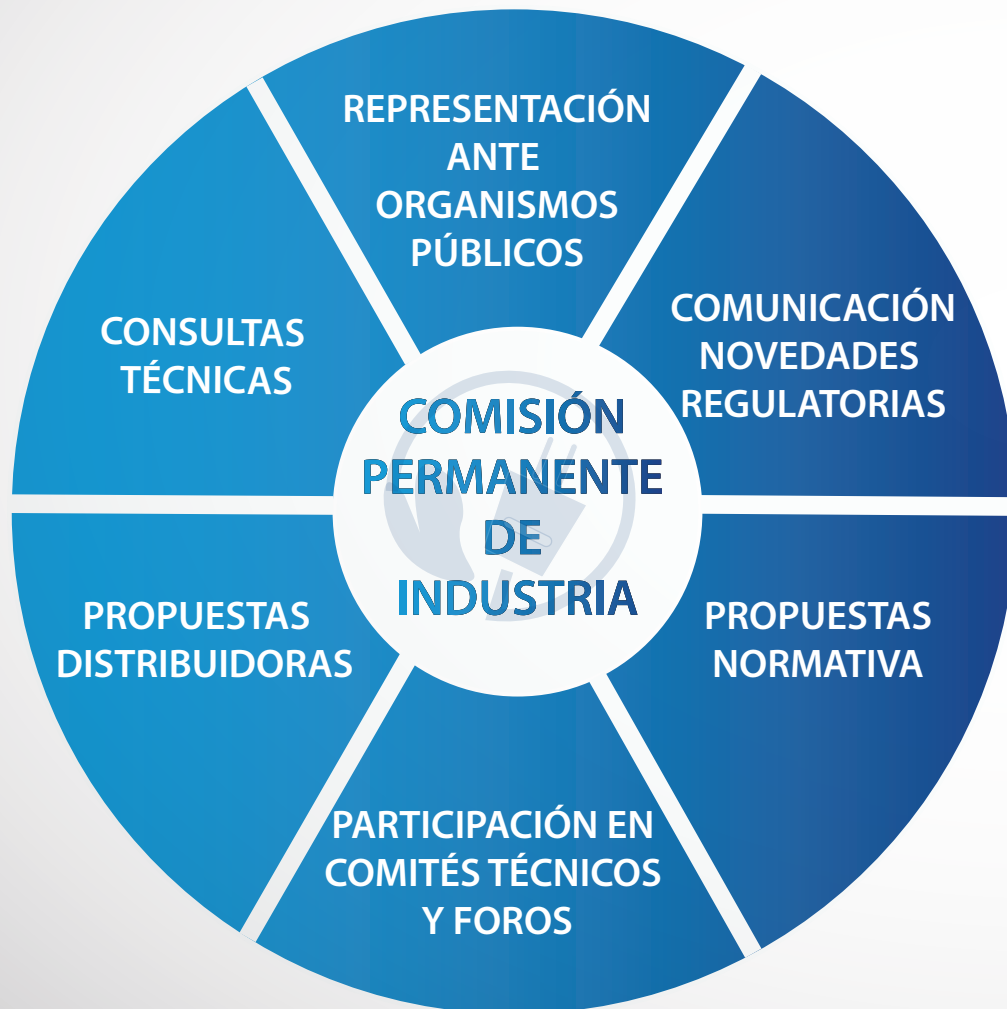 REPRESENTACIÓN
ANTE
ORGANISMOS
PÚBLICOS
COMUNICACIÓN
NOVEDADES
REGULATORIAS
PROPUESTAS
NORMATIVA
PARTICIPACIÓN EN
COMITÉS TÉCNICOS
Y FOROS
PROPUESTAS
DISTRIBUIDORAS
CONSULTAS
TÉCNICAS
COMISIÓN
PERMANENTE
DE
INDUSTRIA